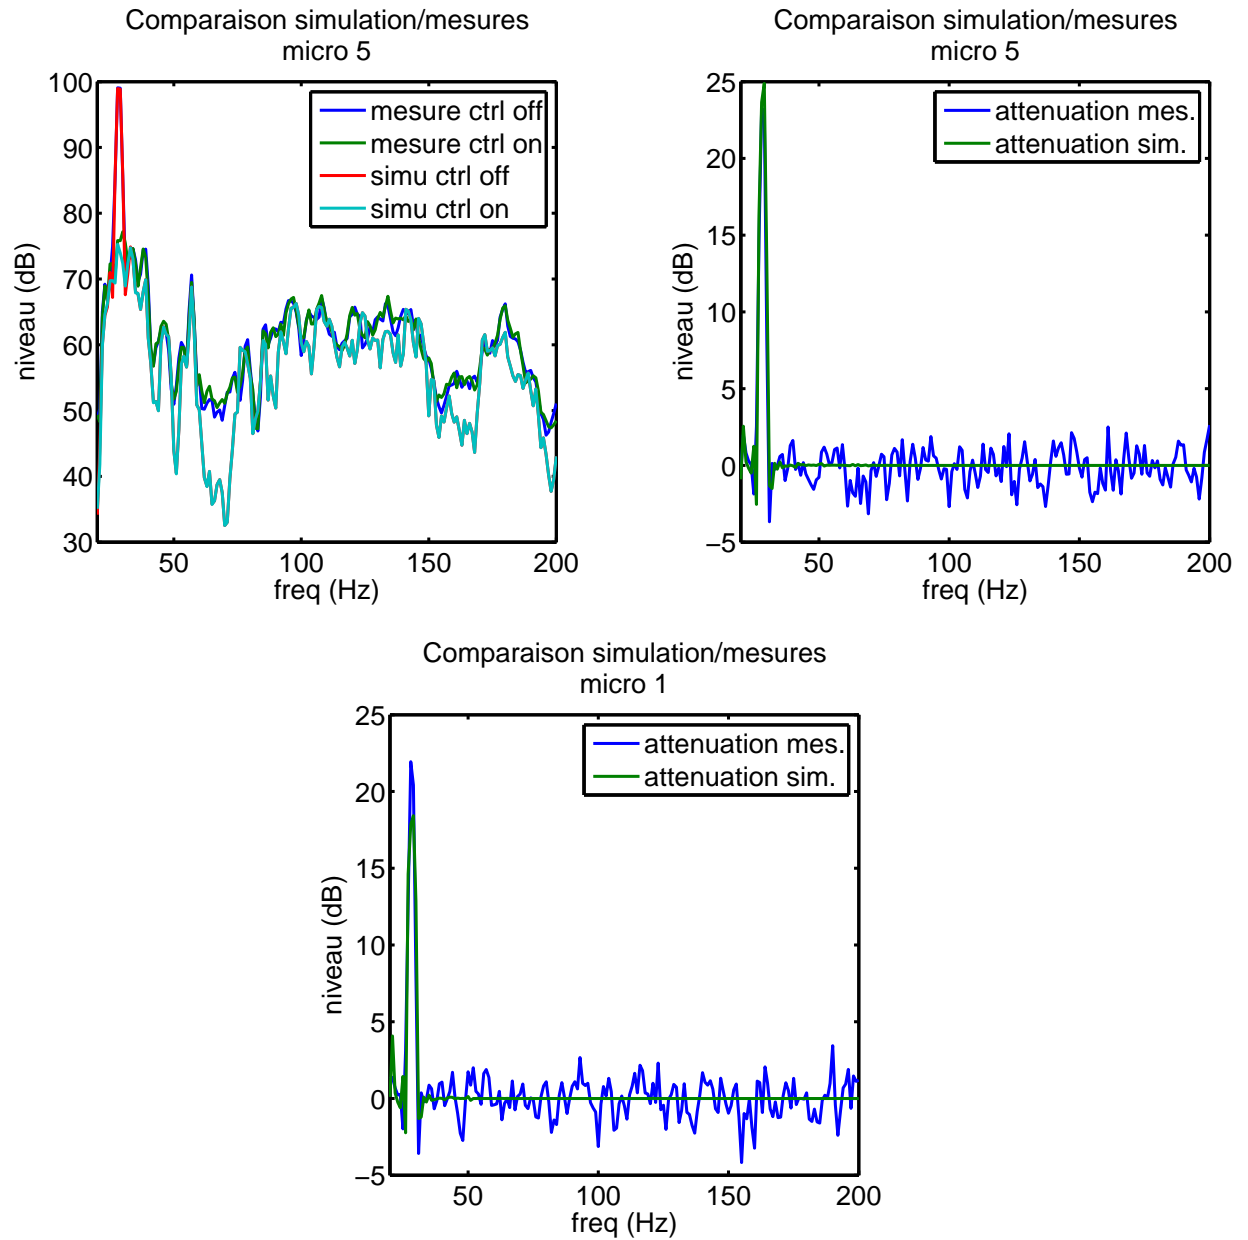 Comparaison simulation/mesures
micro 5
niveau (dB)
100
90
80
70
60
50
40
30
50
100
150
200
freq (Hz)
mesure ctrl off
mesure ctrl on
simu ctrl off
simu ctrl on
Comparaison simulation/mesures
micro 5
niveau (dB)
25
20
15
10
5
0
−5
50
100
150
200
freq (Hz)
attenuation mes.
attenuation sim.
Comparaison simulation/mesures
micro 1
niveau (dB)
25
20
15
10
5
0
−5
50
100
150
200
freq (Hz)
attenuation mes.
attenuation sim.